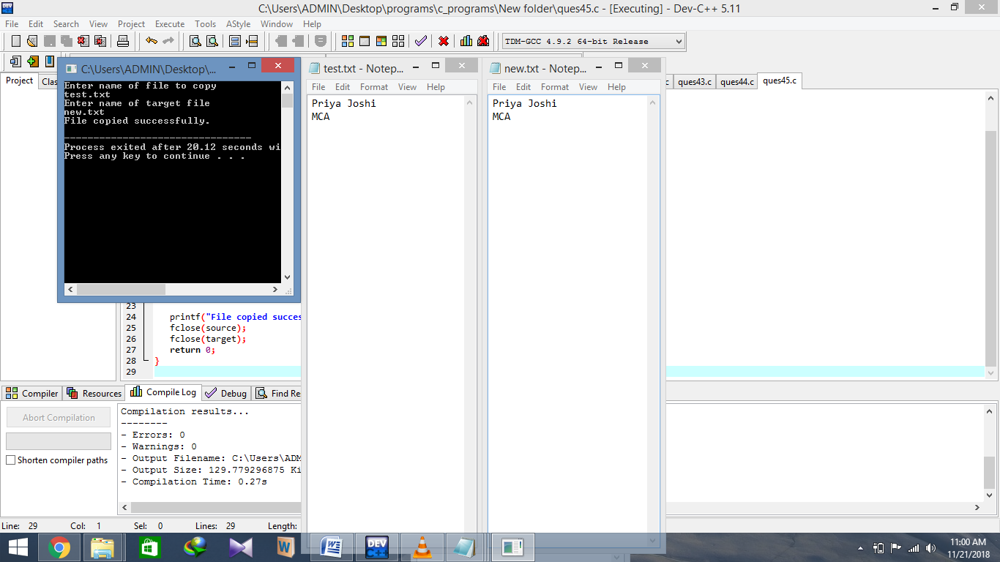 C:\Users\ADMIN\Desktop\programs\c_programs\New folder\ques45.c - [Executing] - Dev-C++ 5.11
File Edit Search View Project Execute Tools AStyle Window Help
TDM-GCC 4.9.2 64-bit Release
Project Clas
ques43.c ques44.c ques45.c
C:\Users\ADMIN\Desktop\...
Enter name of file to copy
test.txt
Enter name of target file
new.txt
File copied successfully.
--------------------------------
Process exited after 20.12 seconds wi
Press any key to continue . . .
test.txt - Notep...
File Edit Format View Help
Priya Joshi
MCA
new.txt - Notep...
File Edit Format View Help
Priya Joshi
MCA
23
24 printf("File copied succes
25 fclose(source);
26 fclose(target);
27 return 0;
28 }
29
Compiler Resources Compile Log Debug Find Re
Abort Compilation
Shorten compiler paths
Compilation results...
--------
- Errors: 0
- Warnings: 0
- Output Filename: C:\Users\ADM
- Output Size: 129.779296875 Ki
- Compilation Time: 0.27s
Line: 29 Col: 1 Sel: 0 Lines: 29 Length:
DEV C++
11:00 AM
11/21/2018